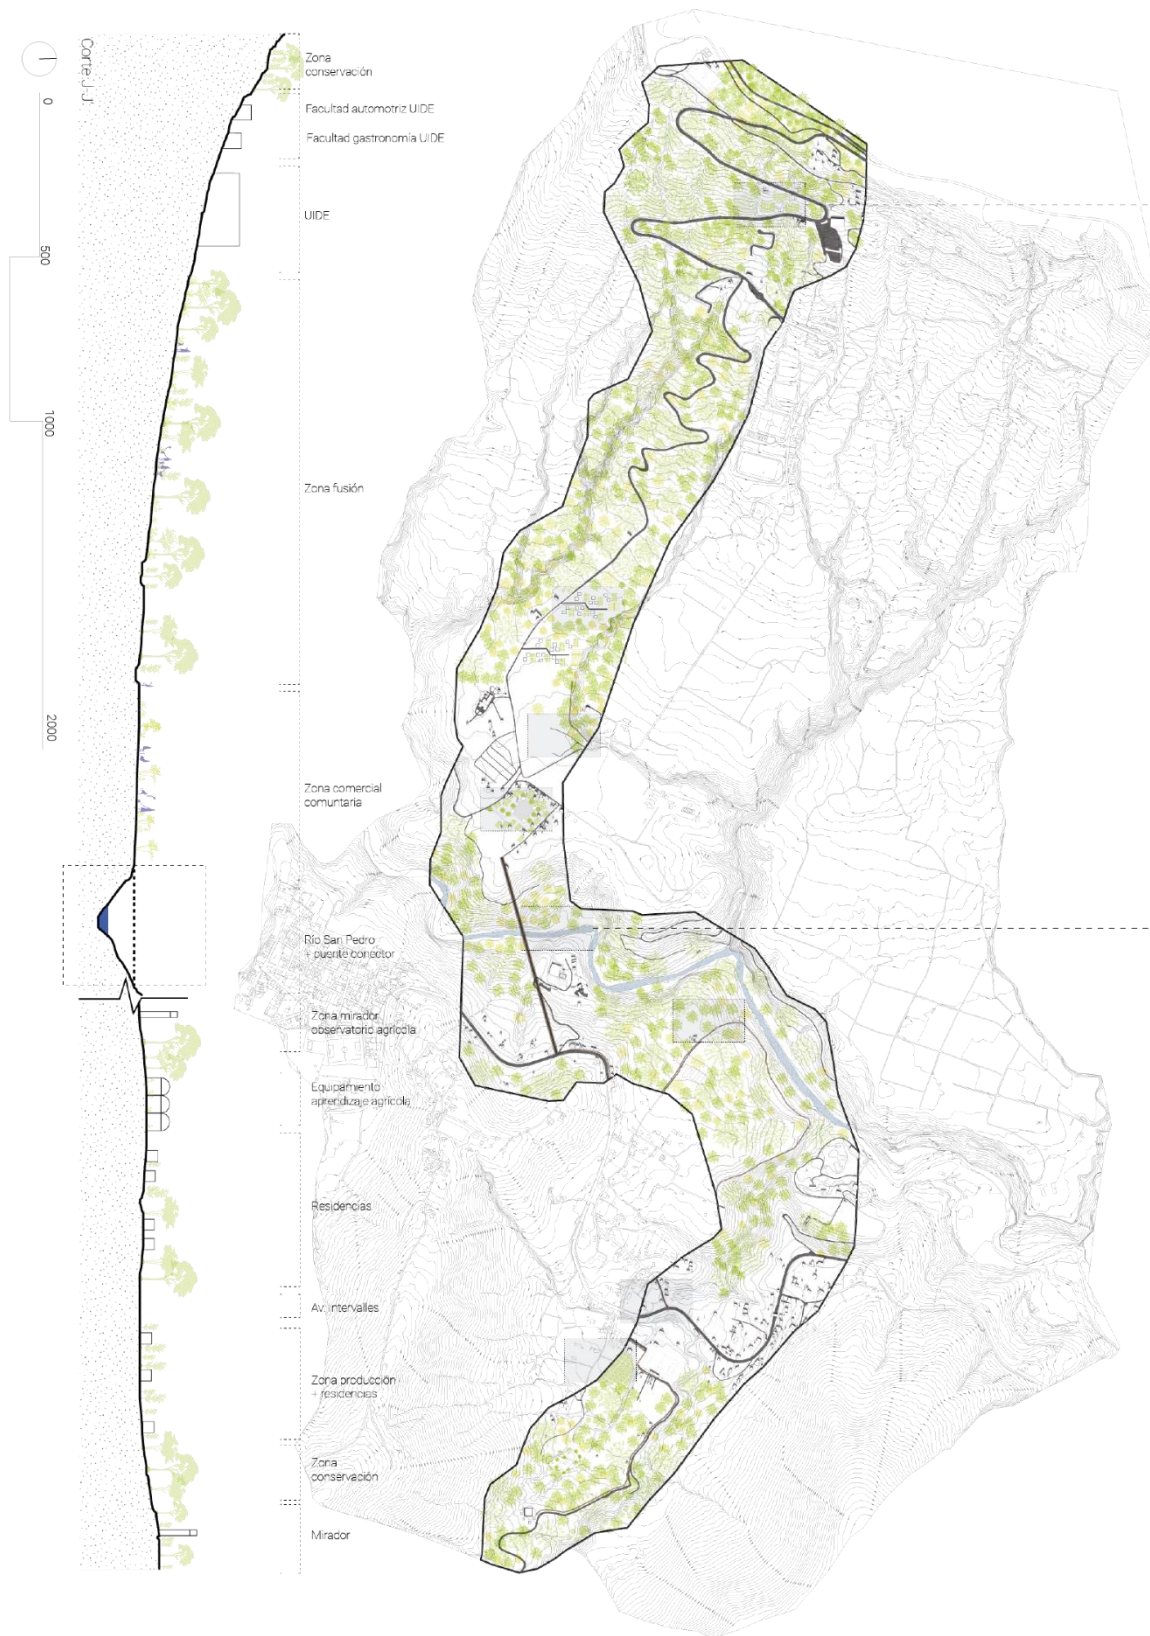 Corte J-J'
0
500
1000
2000
Zona
conservación
Facultad automotriz UIDE
Facultad gastronomía UIDE
UIDE
Zona fusión
Zona comercial
comuntaria
Río San Pedro
+ puente conector
Zona mirador
observatorio agrícola
Equipamiento
aprendizaje agrícola
Residencias
Av. Intervalles
Zona producción
+ residencias
Zona
conservación
Mirador